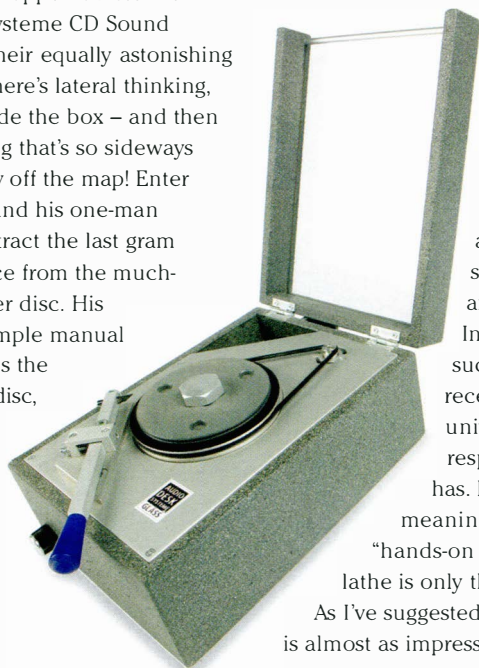 ysteme CD Sound
heir equally astonishing
here's lateral thinking,
de the box – and then
g that's so sideways
y off the map! Enter
and his one-man
tract the last gram
ce from the much-
er disc. His
mple manual
s the
disc,
AUDIO
DESK
SYSTEME
GLASS
a
s
a
In
suc
rece
uni
resp
has.
meanin
"hands-on
lathe is only th
As I've suggested
is almost as impress